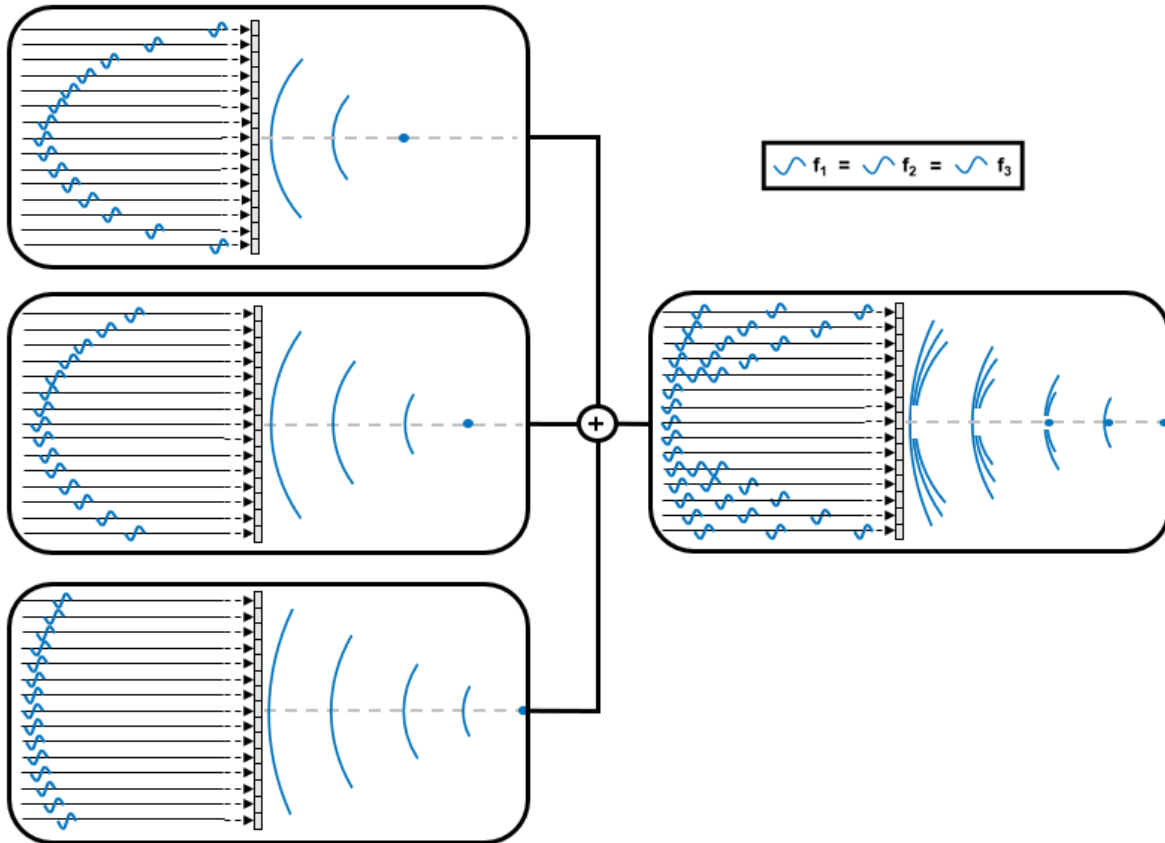 f₁ = f₂ = f₃
+